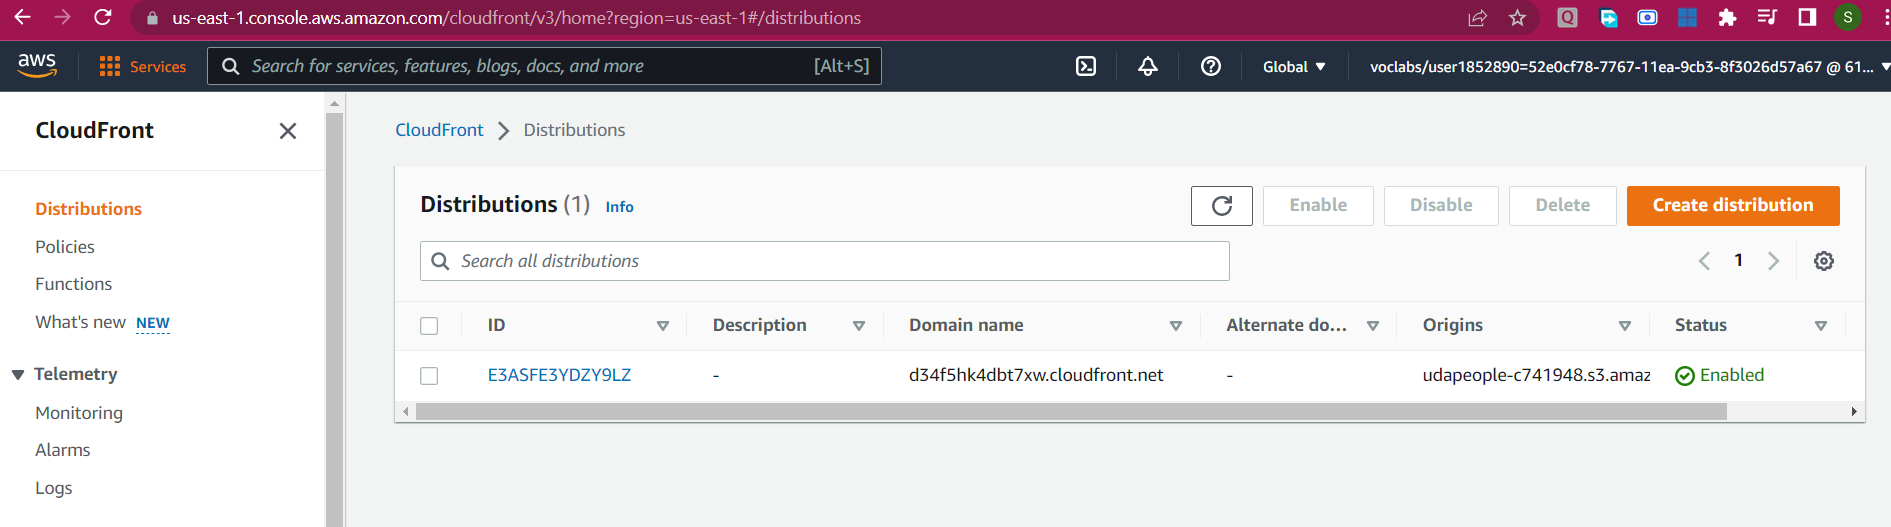 us-east-1.console.aws.amazon.com/cloudfront/v3/home?region=us-east-1#/distributions
S
aws Services Search for services, features, blogs, docs, and more [Alt+S] Global voclabs/user1852890=52e0cf78-7767-11ea-9cb3-8f3026d57a67 @ 61...
CloudFront
Distributions
Policies
Functions
What's new NEW
Telemetry
Monitoring
Alarms
Logs
CloudFront Distributions
Distributions (1) Info Enable Disable Delete Create distribution
Search all distributions 1
ID Description Domain name Alternate do... Origins Status
E3ASFE3YDZY9LZ - d34f5hk4dbt7xw.cloudfront.net - udapeople-c741948.s3.amaz Enabled